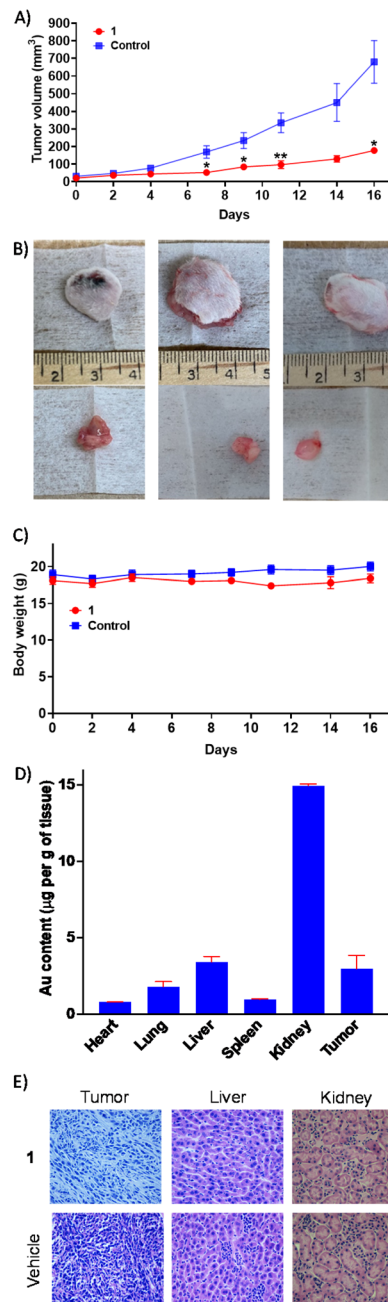 A)
900
800
700
600
500
400
300
200
100
0
Tumor volume (mm³)
1
Control
* * ** *
0 2 4 6 8 10 12 14 16
Days
B)
2 3 4
3 4 5
2 3 4
C)
20
15
10
5
0
Body weight (g)
1
Control
0 2 4 6 8 10 12 14 16
Days
D)
15
10
5
0
Au content (μg per g of tissue)
Heart Lung Liver Spleen Kidney Tumor
E)
Tumor Liver Kidney
1
Vehicle